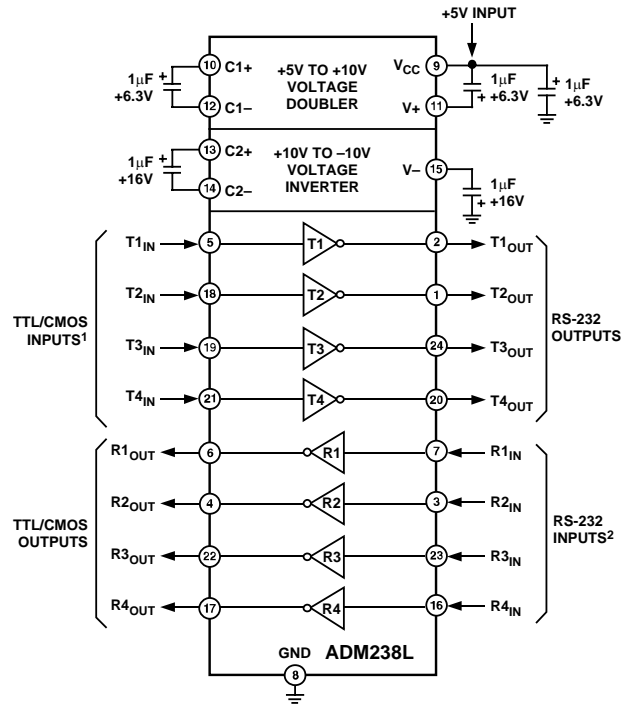 +5V INPUT
10 C1+ +5V TO +10V VOLTAGE DOUBLER VCC 9
1µF +6.3V
12 C1– V+ 11
1µF +6.3V
1µF +6.3V
13 C2+ +10V TO –10V VOLTAGE INVERTER V– 15
1µF +16V
14 C2–
1µF +16V
T1IN 5 T1 2 T1OUT
T2IN 18 T2 1 T2OUT
TTL/CMOS INPUTS1
RS-232 OUTPUTS
T3IN 19 T3 24 T3OUT
T4IN 21 T4 20 T4OUT
R1OUT 6 R1 7 R1IN
R2OUT 4 R2 3 R2IN
TTL/CMOS OUTPUTS
RS-232 INPUTS2
R3OUT 22 R3 23 R3IN
R4OUT 17 R4 16 R4IN
GND ADM238L
8